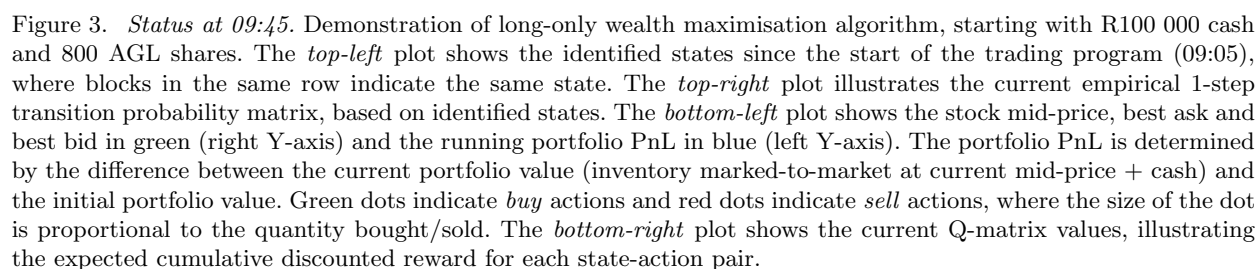 Figure 3. Status at 09:45. Demonstration of long-only wealth maximisation algorithm, starting with R100 000 cash
and 800 AGL shares. The top-left plot shows the identified states since the start of the trading program (09:05),
where blocks in the same row indicate the same state. The top-right plot illustrates the current empirical 1-step
transition probability matrix, based on identified states. The bottom-left plot shows the stock mid-price, best ask and
best bid in green (right Y-axis) and the running portfolio PnL in blue (left Y-axis). The portfolio PnL is determined
by the difference between the current portfolio value (inventory marked-to-market at current mid-price + cash) and
the initial portfolio value. Green dots indicate buy actions and red dots indicate sell actions, where the size of the dot
is proportional to the quantity bought/sold. The bottom-right plot shows the current Q-matrix values, illustrating
the expected cumulative discounted reward for each state-action pair.